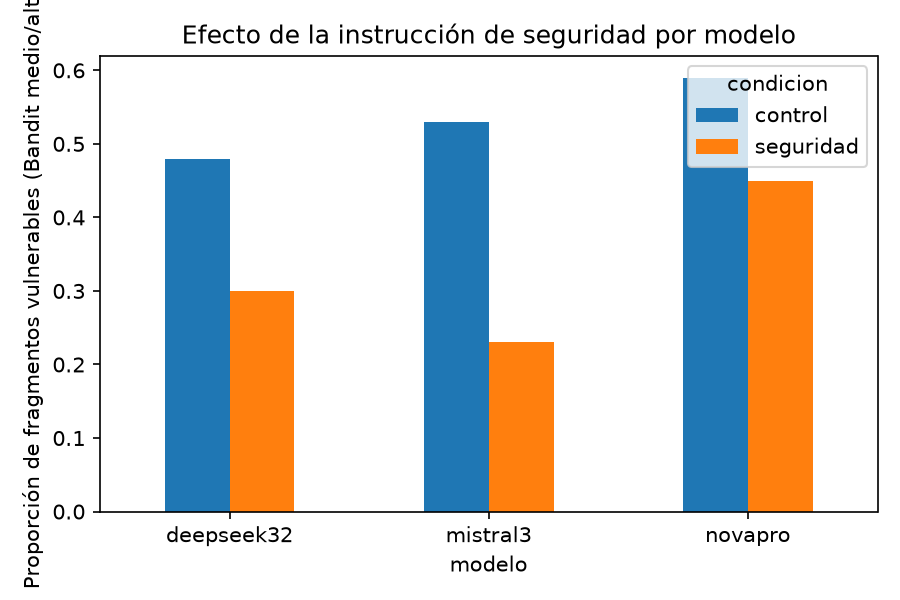 Efecto de la instrucción de seguridad por modelo
Proporción de fragmentos vulnerables (Bandit medio/alt
0.6
0.5
0.4
0.3
0.2
0.1
0.0
condicion
control
seguridad
deepseek32
mistral3
novapro
modelo